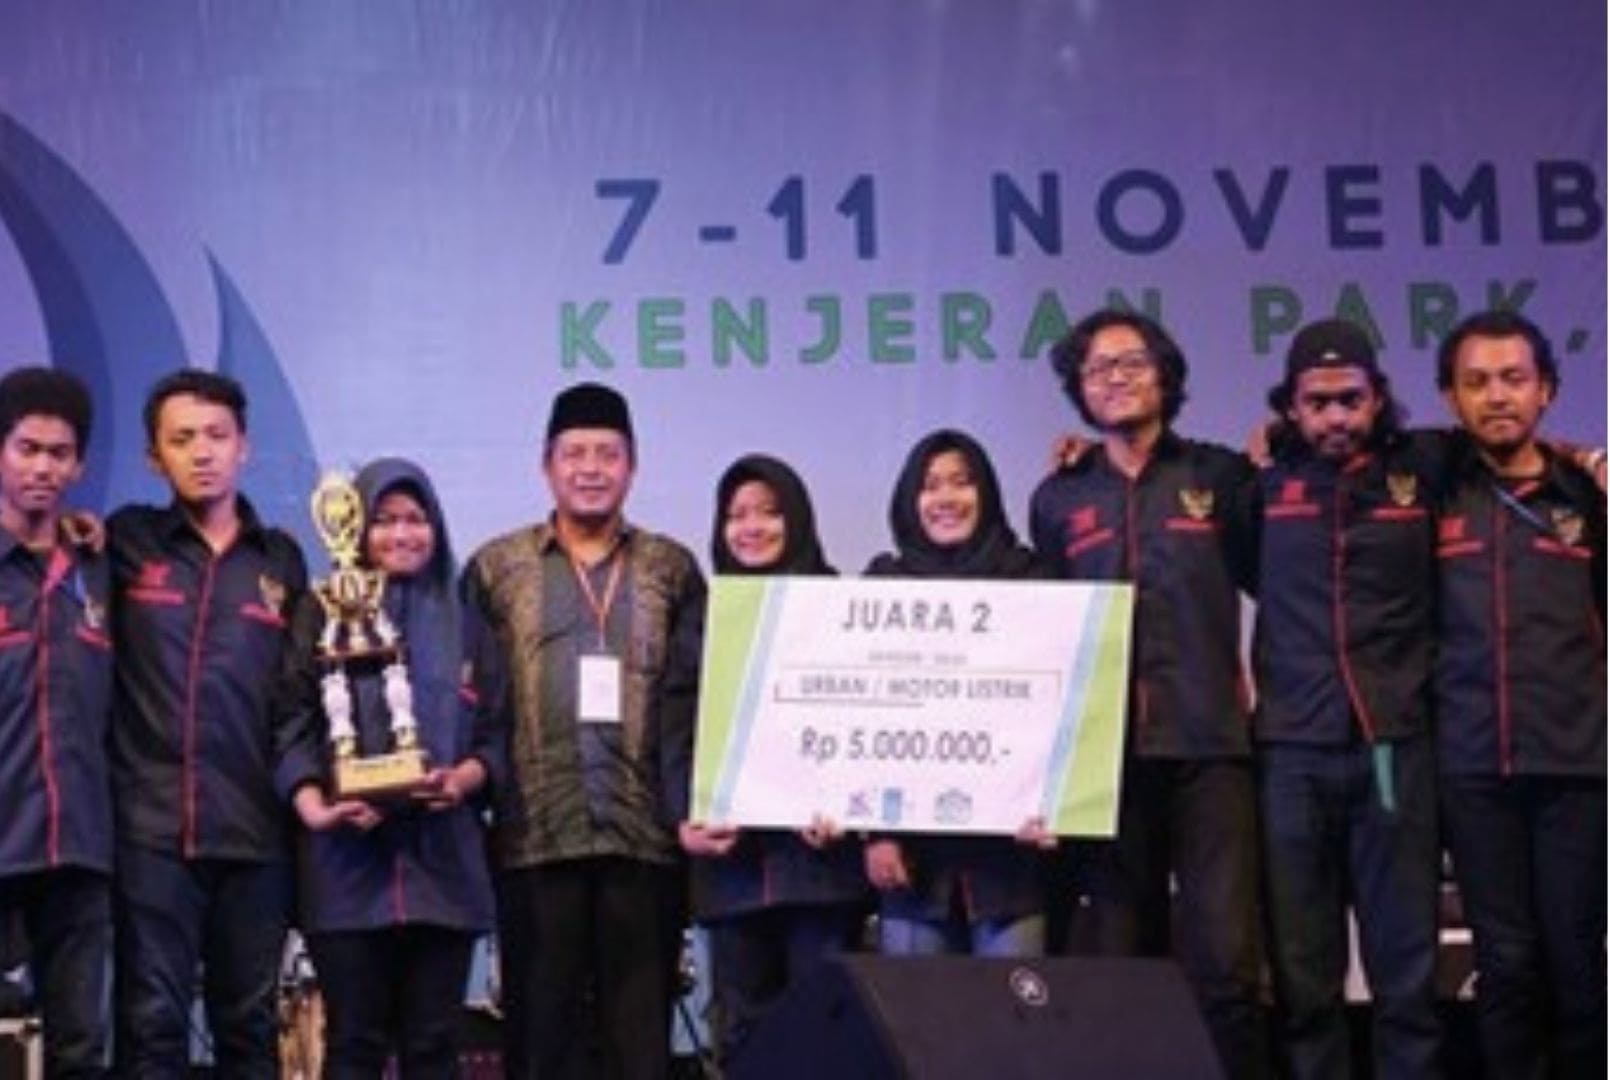 7-11 NOVEMB
KENJERAN PARK,
JUARA 2
URBAN / MOTOR LISTRIK
Rp 5.000.000,-